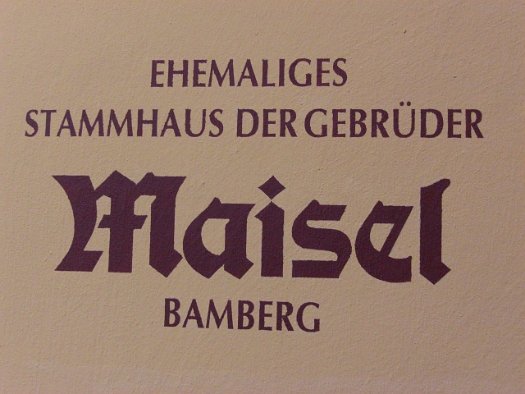 EHEMALIGES
STAMMHAUS DER GEBRÜDER
Maisel
BAMBERG